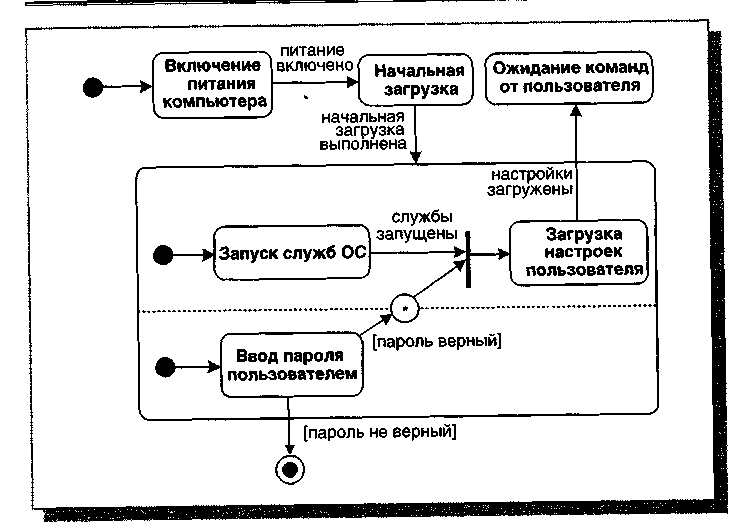 Включение
питания
компьютера
питание
включено
Начальная
загрузка
Ожидание команд
от пользователя
начальная
загрузка
выполнена
настройки
загружены
Запуск служб ОС
службы
запущены
Загрузка
настроек
пользователя
*
[пароль верный]
Ввод пароля
пользователем
[пароль не верный]